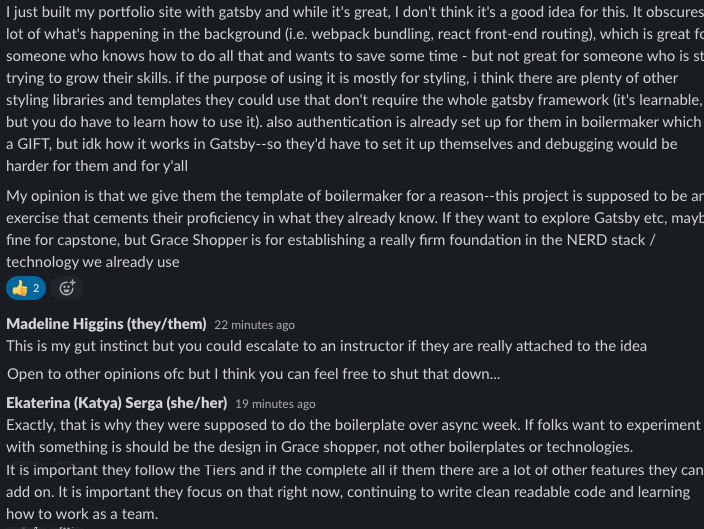 I just built my portfolio site with gatsby and while it's great, I don't think it's a good idea for this. It obscures
lot of what's happening in the background (i.e. webpack bundling, react front-end routing), which is great
someone who knows how to do all that and wants to save some time - but not great for someone who is
trying to grow their skills. if the purpose of using it is mostly for styling, i think there are plenty of other
styling libraries and templates they could use that don't require the whole gatsby framework (it's learnable,
but you do have to learn how to use it). also authentication is already set up for them in boilermaker which
a GIFT, but idk how it works in Gatsby--so they'd have to set it up themselves and debugging would be
harder for them and for y'all
My opinion is that we give them the template of boilermaker for a reason--this project is supposed to be
exercise that cements their proficiency in what they already know. If they want to explore Gatsby etc,
fine for capstone, but Grace Shopper is for establishing a really firm foundation in the NERD stack /
technology we already use
2
Madeline Higgins (they/them) 22 minutes ago
This is my gut instinct but you could escalate to an instructor if they are really attached to the idea
Open to other opinions ofc but I think you can feel free to shut that down...
Ekaterina (Katya) Serga (she/her) 19 minutes ago
Exactly, that is why they were supposed to do the boilerplate over async week. If folks want to experiment
with something is should be the design in Grace shopper, not other boilerplates or technologies.
It is important they follow the Tiers and if the complete all if them there are a lot of other features they can
add on. It is important they focus on that right now, continuing to write clean readable code and learning
how to work as a team.